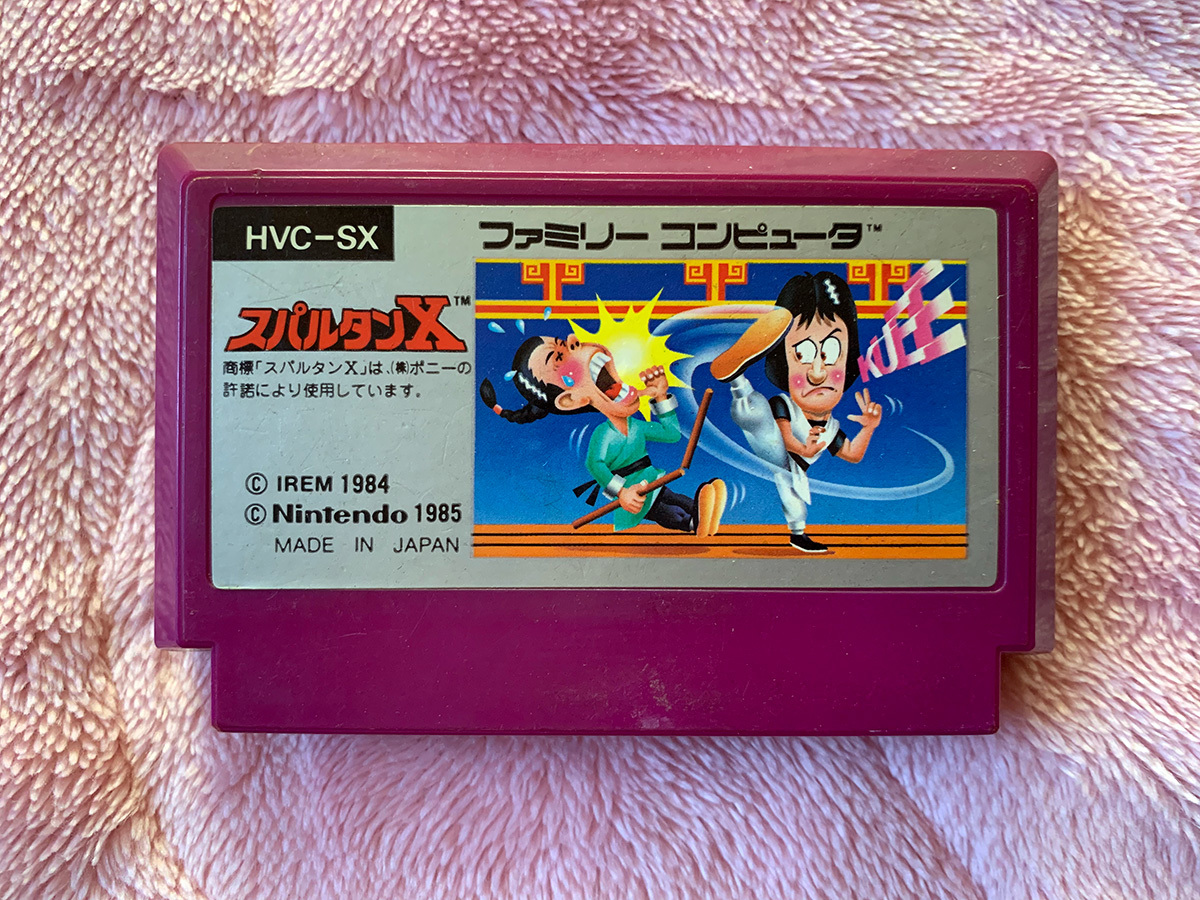 HVC-SX
ファミリー コンピュータ™
スパルタンX™
商標「スパルタンX」は、(株)ポニーの
許諾により使用しています。
© IREM 1984
© Nintendo 1985
MADE IN JAPAN
KUEEE